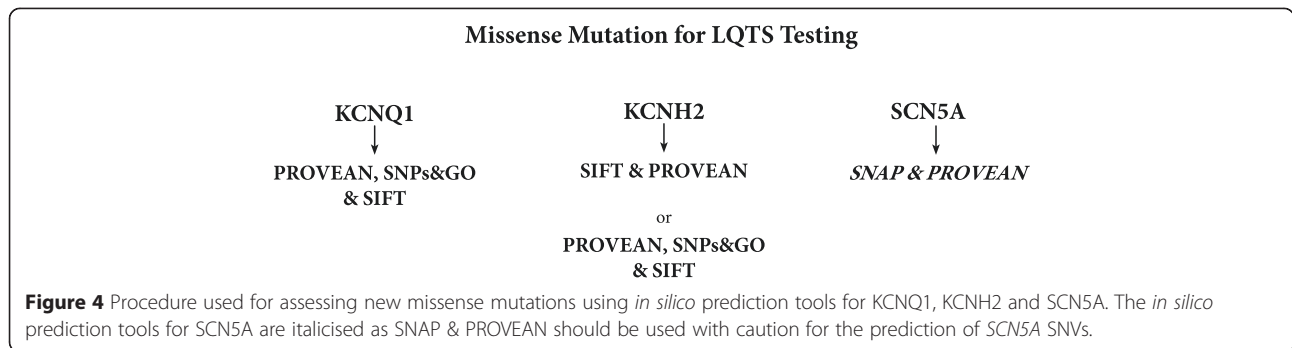 Missense Mutation for LQTS Testing
KCNQ1
PROVEAN, SNPs&GO
& SIFT
KCNH2
SIFT & PROVEAN
or
PROVEAN, SNPs&GO
& SIFT
SCN5A
SNAP & PROVEAN
Figure 4 Procedure used for assessing new missense mutations using in silico prediction tools for KCNQ1, KCNH2 and SCN5A. The in silico
prediction tools for SCN5A are italicised as SNAP & PROVEAN should be used with caution for the prediction of SCN5A SNVs.